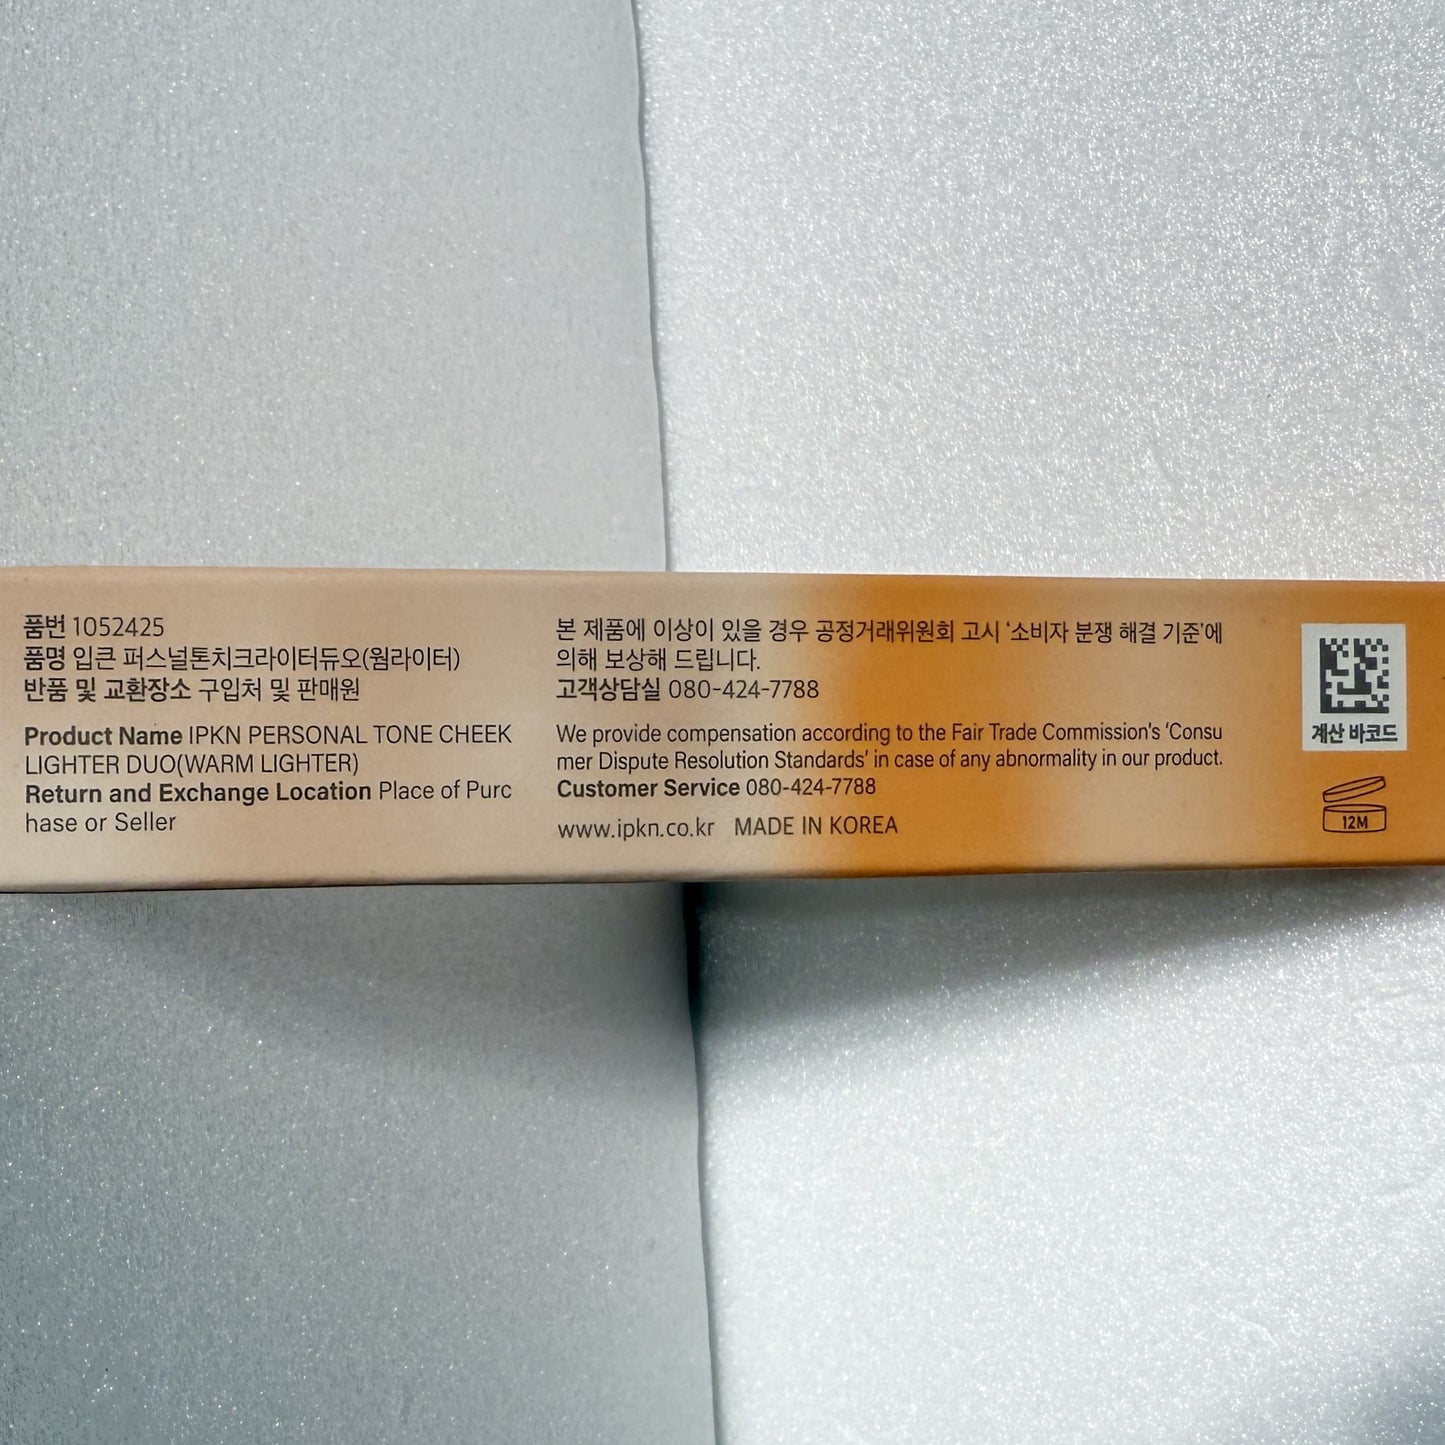 품번 1052425
품명 입큰 퍼스널톤치크라이터듀오(웜라이터)
반품 및 교환장소 구입처 및 판매원
Product Name IPKN PERSONAL TONE CHEEK
LIGHTER DUO(WARM LIGHTER)
Return and Exchange Location Place of Purc
hase or Seller
본 제품에 이상이 있을 경우 공정거래위원회 고시 '소비자 분쟁 해결 기준'에
의해 보상해 드립니다.
고객상담실 080-424-7788
We provide compensation according to the Fair Trade Commission's 'Consu
mer Dispute Resolution Standards' in case of any abnormality in our product.
Customer Service 080-424-7788
www.ipkn.co.kr MADE IN KOREA
계산 바코드
12M